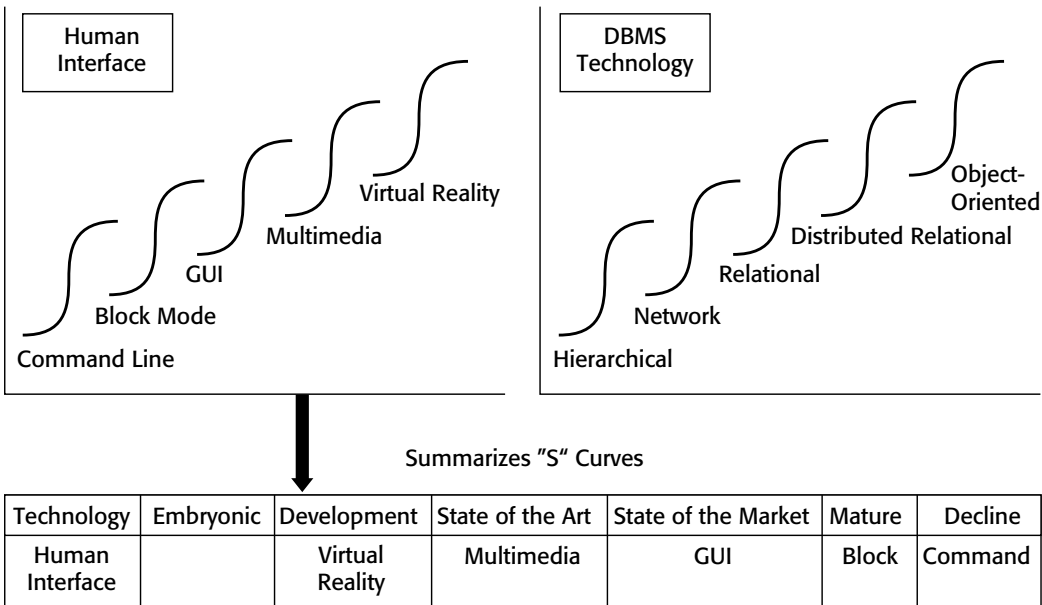 Human
Interface
Virtual Reality
Multimedia
GUI
Block Mode
Command Line
DBMS
Technology
Object-
Oriented
Distributed Relational
Relational
Network
Hierarchical
Summarizes ”S“ Curves
Technology Embryonic Development State of the Art State of the Market Mature Decline
Human Virtual Multimedia GUI Block Command
Interface Reality